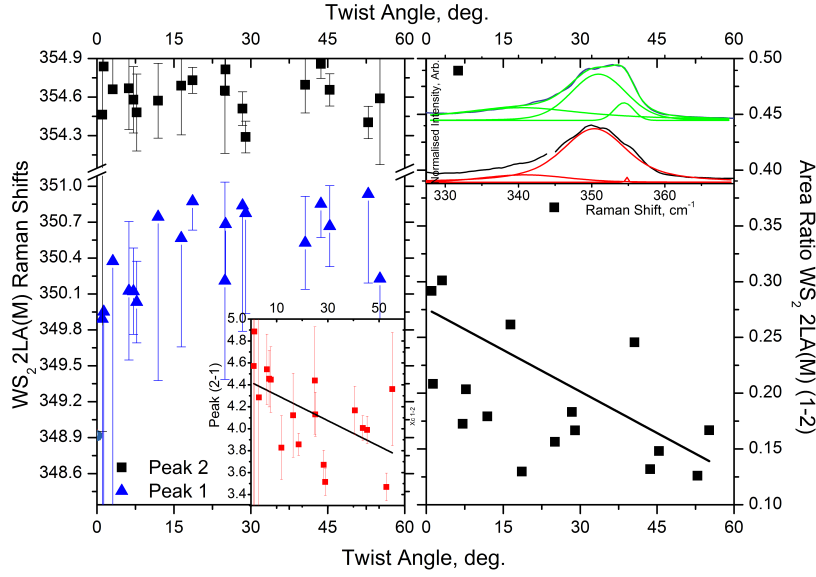 Twist Angle, deg.
0 15 30 45 60
0 15 30 45 60
WS2 2LA(M) Raman Shifts
354.9
354.6
354.3
351.0
350.7
350.4
350.1
349.8
349.5
349.2
348.9
348.6
Peak 2
Peak 1
10 30 50
Peak (2-1)
5.0
4.8
4.6
4.4
4.2
4.0
3.8
3.6
3.4
Xc 1-2
Normalised Intensity, Arb.
330 340 350 360
Raman Shift, cm-1
0.50
0.45
0.40
0.35
0.30
0.25
0.20
0.15
0.10
Area Ratio WS2 2LA(M) (1-2)
0 15 30 45 60
0 15 30 45 60
Twist Angle, deg.